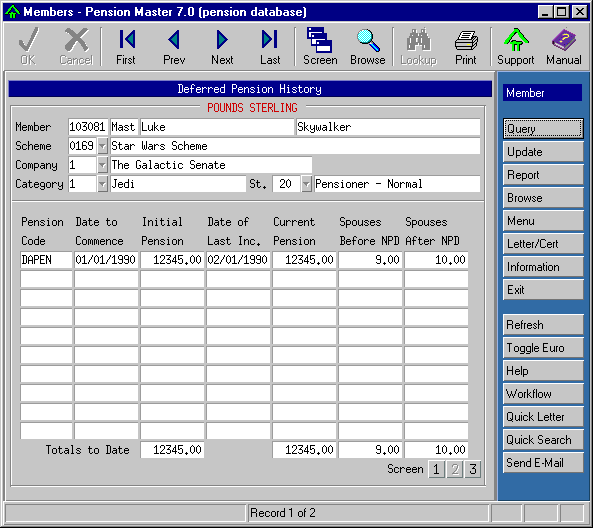 Members - Pension Master 7.0 (pension database)
OK Cancel First Prev Next Last Screen Browse Lookup Print Support Manual
Deferred Pension History
POUNDS STERLING
Member 103081 Mast Luke Skywalker
Scheme 0169 Star Wars Scheme
Company 1 The Galactic Senate
Category 1 Jedi St. 20 Pensioner - Normal
Pension Date to Initial Date of Current Spouses Spouses
Code Commence Pension Last Inc. Pension Before NPD After NPD
DAPEN 01/01/1990 12345.00 02/01/1990 12345.00 9.00 10.00
Totals to Date 12345.00 12345.00 9.00 10.00
Screen 1 2 3
Member
Query
Update
Report
Browse
Menu
Letter/Cert
Information
Exit
Refresh
Toggle Euro
Help
Workflow
Quick Letter
Quick Search
Send E-Mail
Record 1 of 2